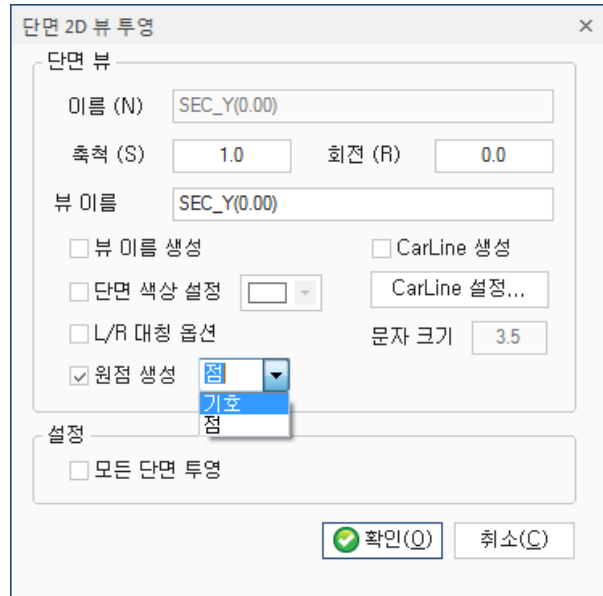 단면 2D 뷰 투영
단면 뷰
이름 (N) SEC_Y(0.00)
축척 (S) 1.0 회전 (R) 0.0
뷰 이름 SEC_Y(0.00)
뷰 이름 생성 CarLine 생성
단면 색상 설정 CarLine 설정...
L/R 대칭 옵션 문자 크기 3.5
원점 생성 점
기호
점
설정
모든 단면 투영
확인(O) 취소(C)